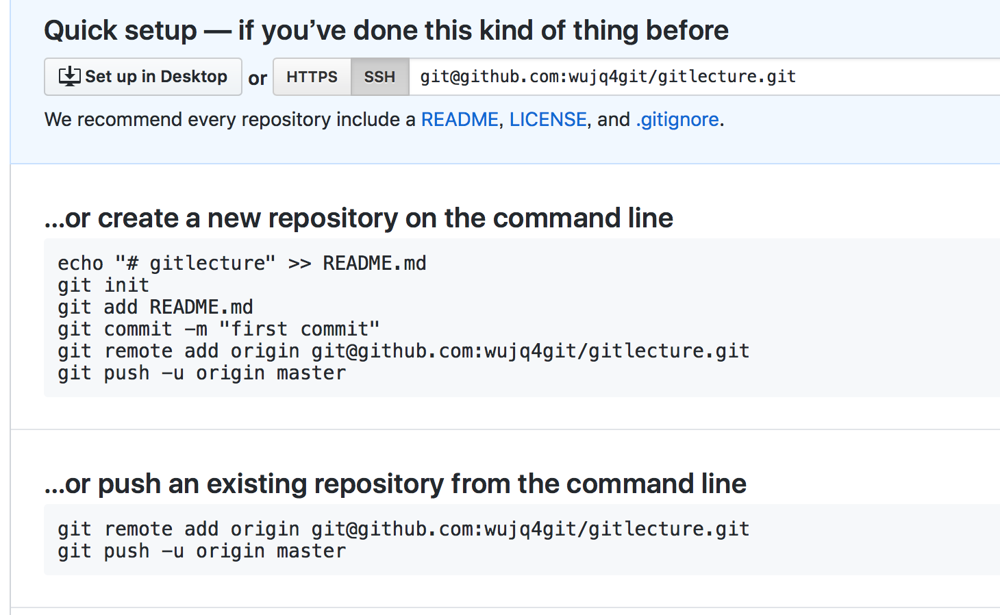 Quick setup — if you’ve done this kind of thing before
Set up in Desktop or HTTPS SSH git@github.com:wujq4git/gitlecture.git
We recommend every repository include a README, LICENSE, and .gitignore.
…or create a new repository on the command line
echo "# gitlecture" >> README.md
git init
git add README.md
git commit -m "first commit"
git remote add origin git@github.com:wujq4git/gitlecture.git
git push -u origin master
…or push an existing repository from the command line
git remote add origin git@github.com:wujq4git/gitlecture.git
git push -u origin master